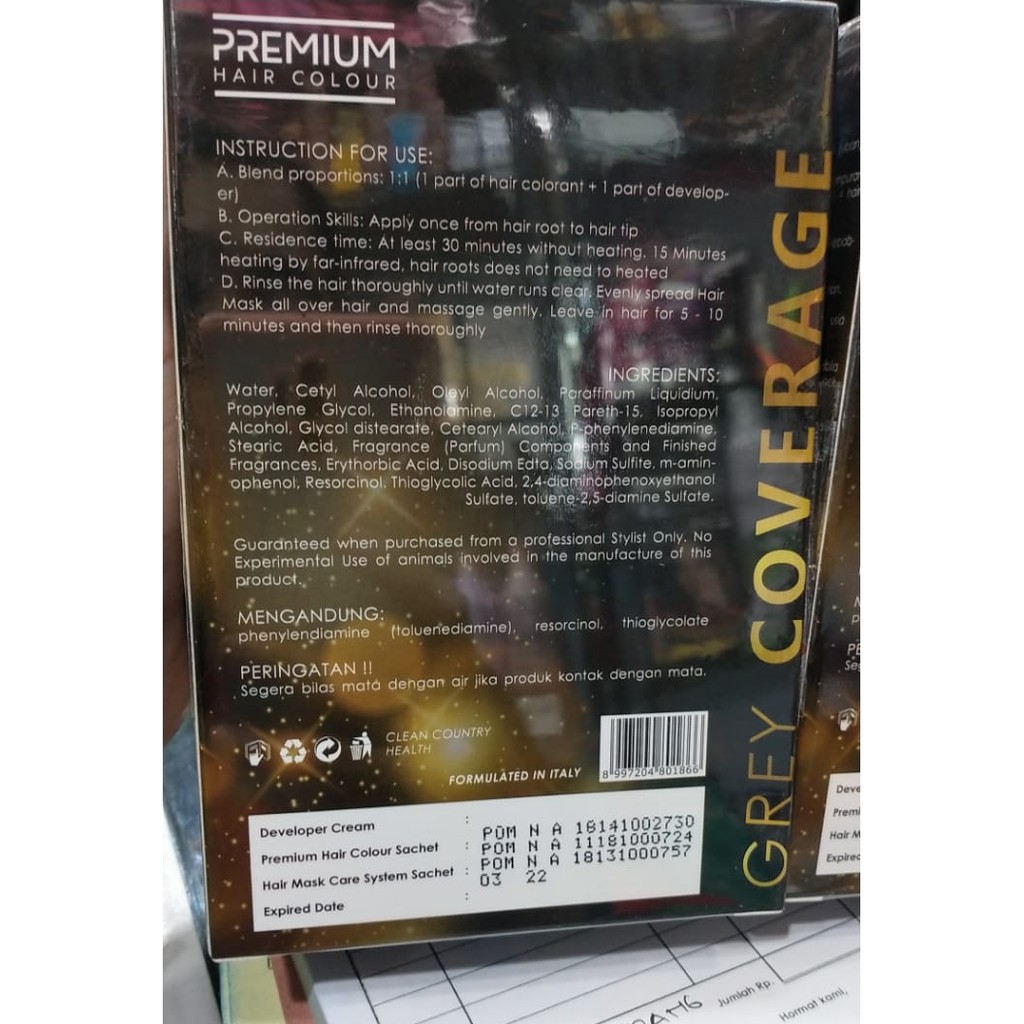 PREMIUM
HAIR COLOUR
INSTRUCTION FOR USE:
A. Blend proportions: 1:1 (1 part of hair colorant + 1 part of develop-
er)
B. Operation Skills: Apply once from hair root to hair tip
C. Residence time: At least 30 minutes without heating. 15 Minutes
heating by far-infrared, hair roots does not need to heated
D. Rinse the hair thoroughly until water runs clear. Evenly spread Hair
Mask all over hair and massage gently. Leave in hair for 5 - 10
minutes and then rinse thoroughly
INGREDIENTS:
Water, Cetyl Alcohol, Oleyl Alcohol, Paraffinum Liquidium,
Propylene Glycol, Ethanolamine, C12-13 Pareth-15, Isopropyl
Alcohol, Glycol distearate, Cetearyl Alcohol, P-phenylenediamine,
Stearic Acid, Fragrance (Parfum) Components and Finished
Fragrances, Erythorbic Acid, Disodium Edta, Sodium Sulfite, m-amin-
ophenol, Resorcinol, Thioglycolic Acid, 2,4-diaminophenoxyethanol
Sulfate, toluene-2,5-diamine Sulfate.
Guaranteed when purchased from a professional Stylist Only. No
Experimental Use of animals involved in the manufacture of this
product.
MENGANDUNG:
phenylendiamine (toluenediamine), resorcinol, thioglycolate
PERINGATAN !!
Segera bilas mata dengan air jika produk kontak dengan mata.
CLEAN COUNTRY
HEALTH
FORMULATED IN ITALY
8 997204 801866
Developer Cream : POM N A 18141002730
Premium Hair Colour Sachet : POM N A 11181000724
Hair Mask Care System Sachet : POM N A 18131000757
Expired Date : 03 22
GREY COVERAGE
Jumlah Rp.
Hormat kami,